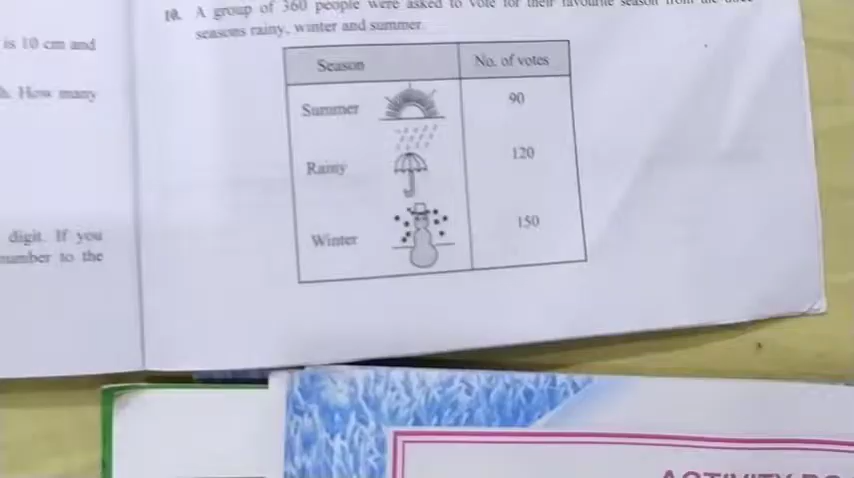 is 10 cm and
h. How many
digit. If you
number to the
10. A group of 360 people were asked to vote for their favourite season from the three
seasons rainy, winter and summer.
Season No. of votes
Summer 90
Rainy 120
Winter 150